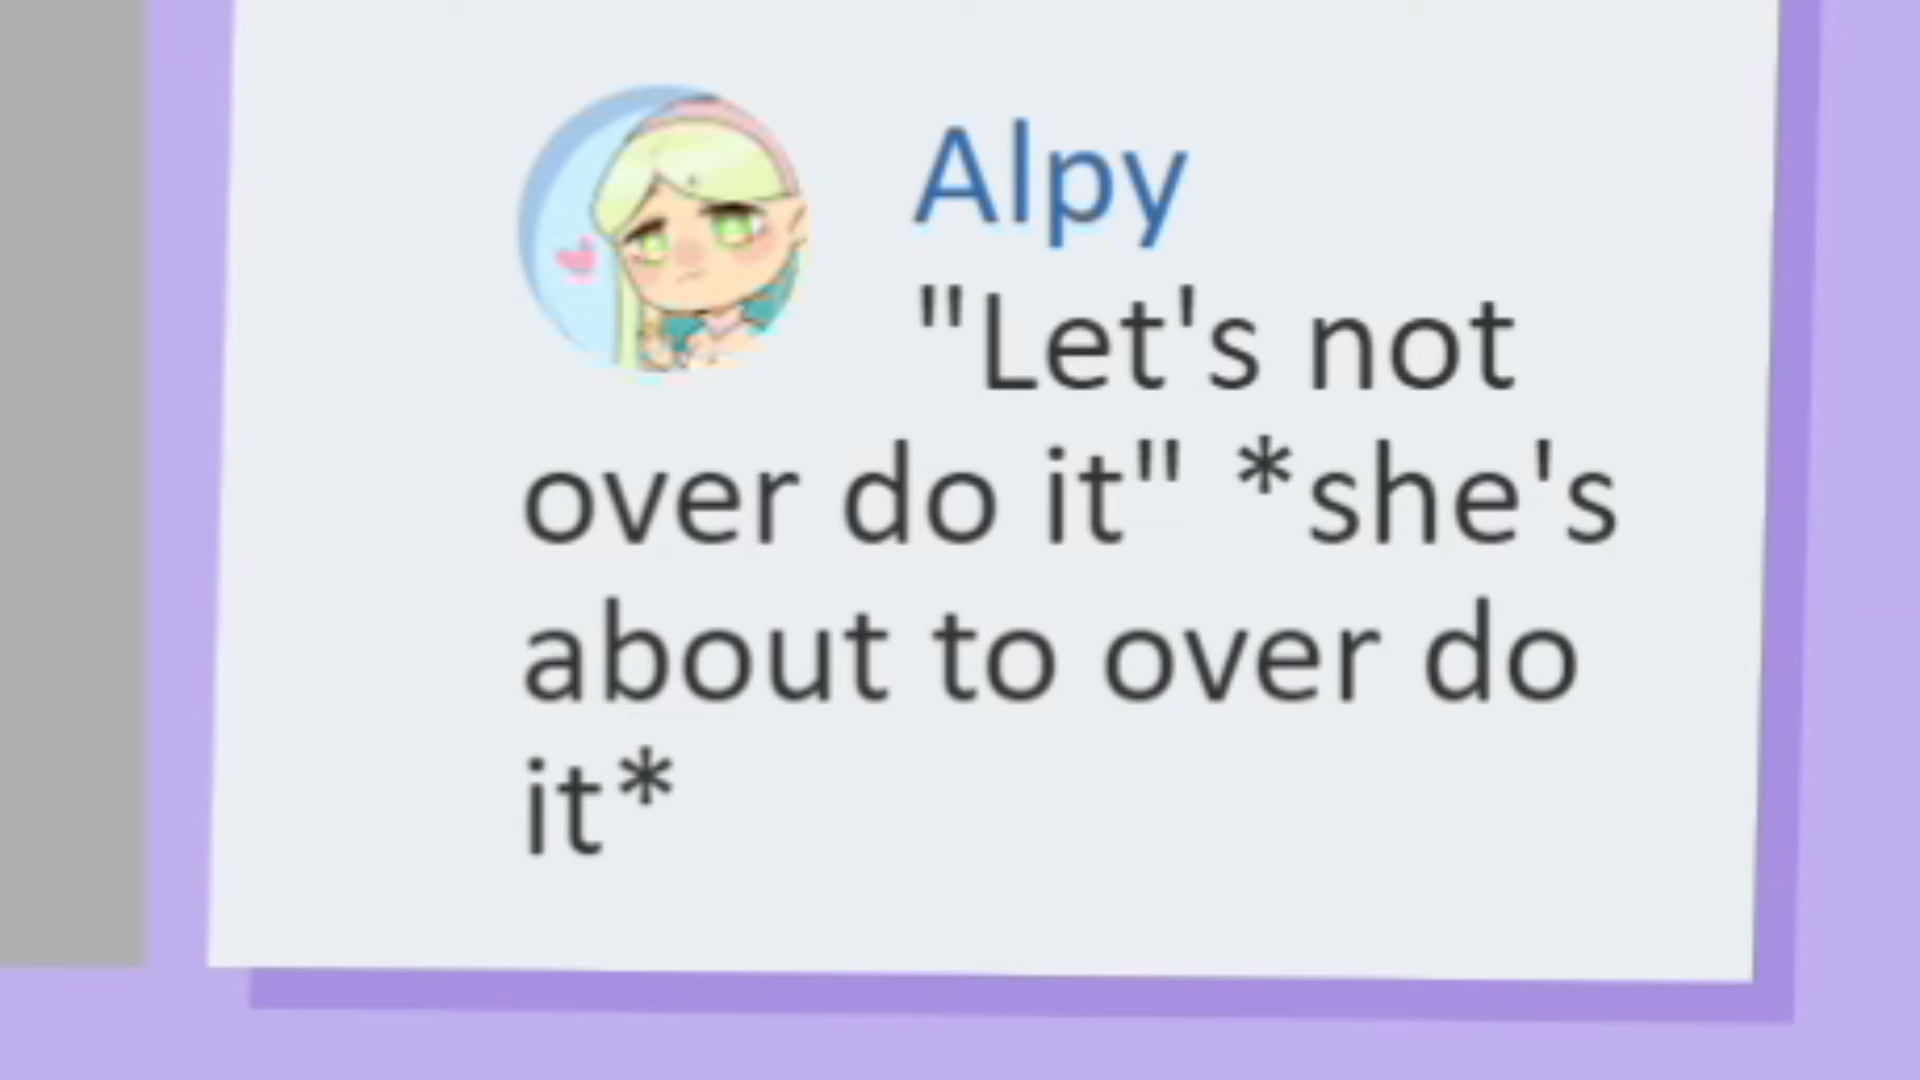 Alpy
"Let's not
over do it" *she's
about to over do
it*